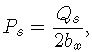 P_s = \frac{Q_s}{2b_x},